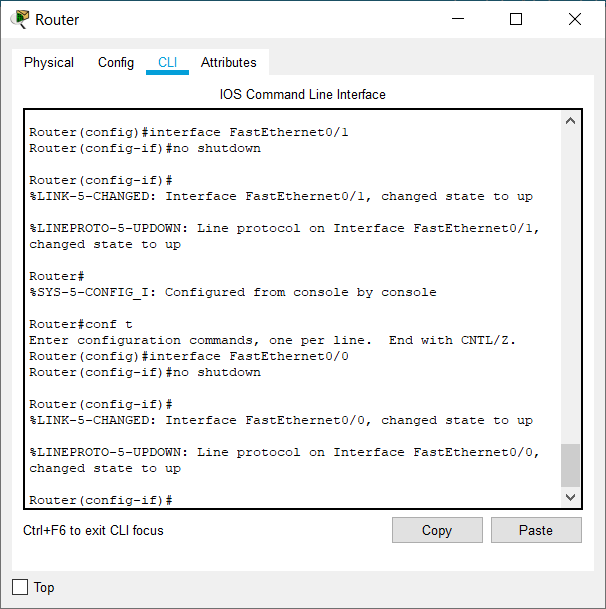 Router
Physical
Config
CLI
Attributes
IOS Command Line Interface
Router(config)#interface FastEthernet0/1
Router(config-if)#no shutdown
Router(config-if)#
%LINK-5-CHANGED: Interface FastEthernet0/1, changed state to up
%LINEPROTO-5-UPDOWN: Line protocol on Interface FastEthernet0/1,
changed state to up
Router#
%SYS-5-CONFIG_I: Configured from console by console
Router#conf t
Enter configuration commands, one per line.  End with CNTL/Z.
Router(config)#interface FastEthernet0/0
Router(config-if)#no shutdown
Router(config-if)#
%LINK-5-CHANGED: Interface FastEthernet0/0, changed state to up
%LINEPROTO-5-UPDOWN: Line protocol on Interface FastEthernet0/0,
changed state to up
Router(config-if)#
Ctrl+F6 to exit CLI focus
Copy
Paste
Top